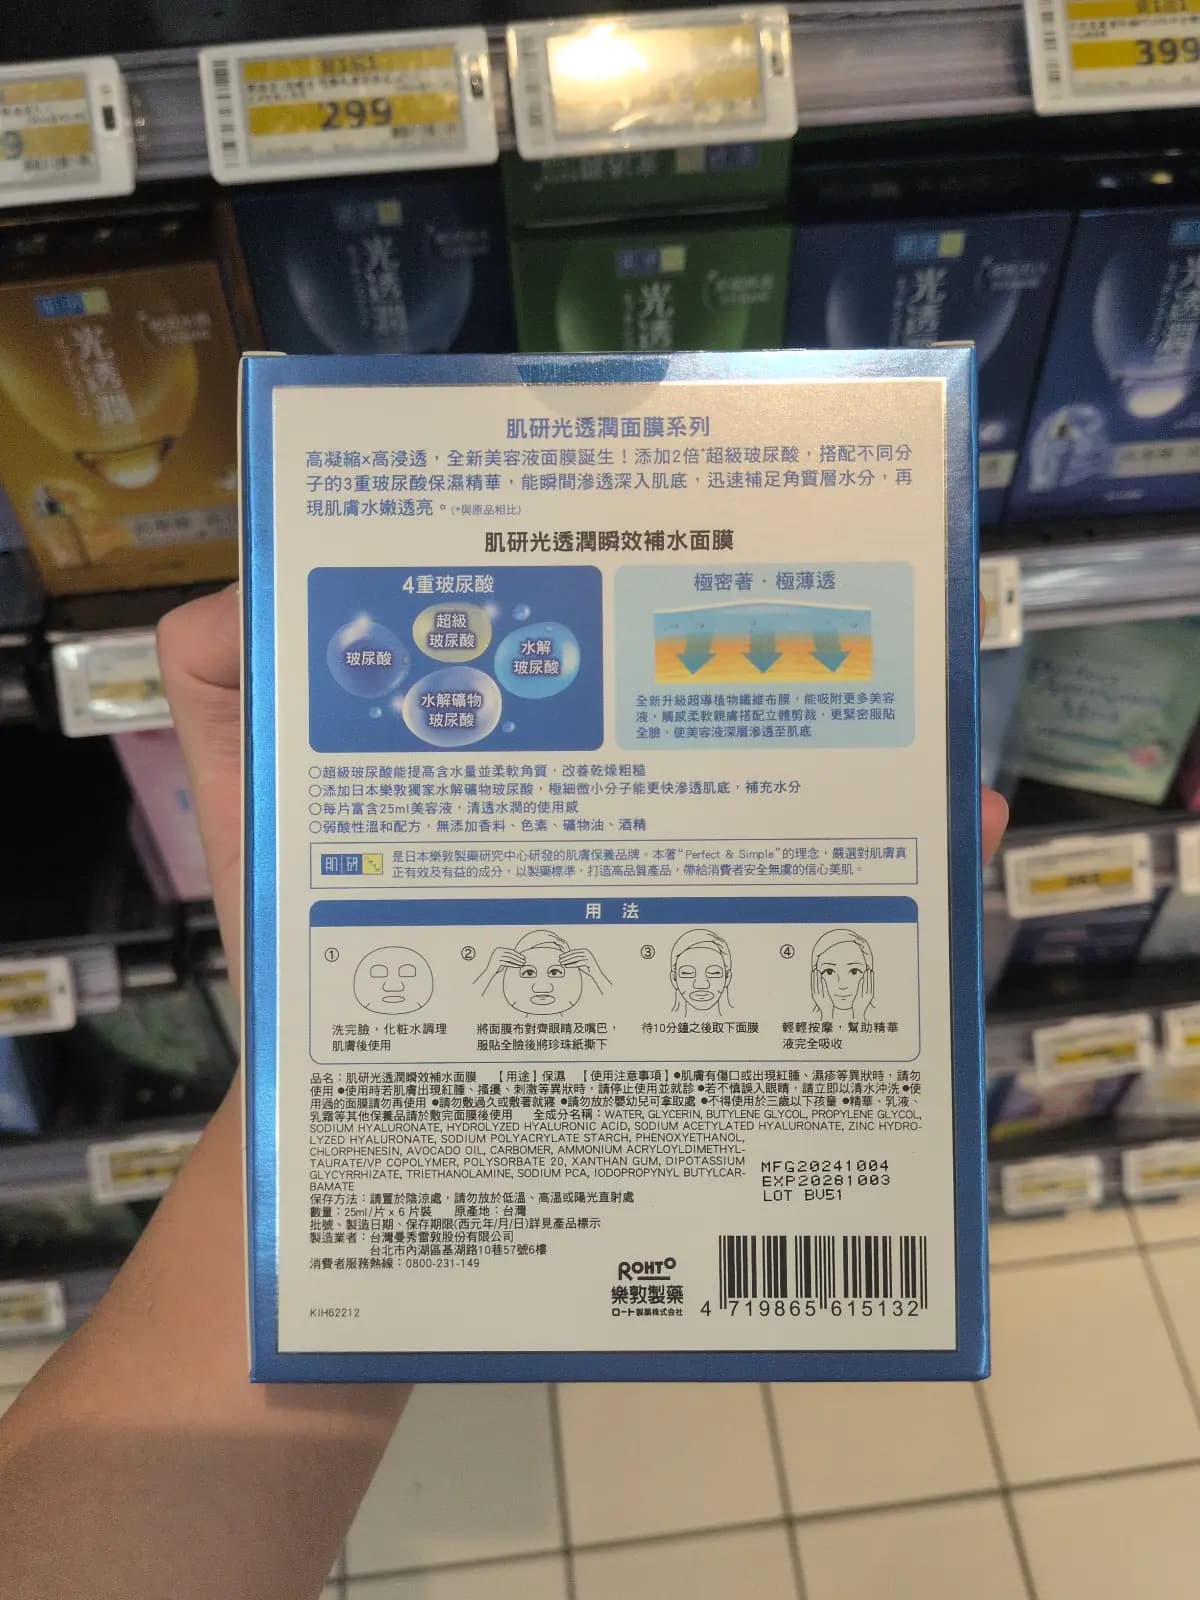 299
399
光透潤
光透潤
光透
光透
光透潤
肌研光透潤面膜系列
高凝縮x高浸透，全新美容液面膜誕生！添加2倍*超級玻尿酸，搭配不同分
子的3重玻尿酸保濕精華，能瞬間滲透深入肌底，迅速補足角質層水分，再
現肌膚水嫩透亮。(*與原品相比)
肌研光透潤瞬效補水面膜
4重玻尿酸
超級
玻尿酸
玻尿酸
水解
玻尿酸
水解礦物
玻尿酸
極密著・極薄透
全新升級超導植物纖維布膜，能吸附更多美容
液，觸感柔軟親膚搭配立體剪裁，更緊密服貼
全臉，使美容液深層滲透至肌底
○超級玻尿酸能提高含水量並柔軟角質，改善乾燥粗糙
○添加日本樂敦獨家水解礦物玻尿酸，極細微小分子能更快滲透肌底，補充水分
○每片富含25ml美容液，清透水潤的使用感
○弱酸性溫和配方，無添加香料、色素、礦物油、酒精
肌研 是日本樂敦製藥研究中心研發的肌膚保養品牌。本著“Perfect & Simple”的理念，嚴選對肌膚真
正有效及有益的成分，以製藥標準，打造高品質產品，帶給消費者安全無虞的信心美肌。
用 法
① ② ③ ④
洗完臉，化粧水調理
肌膚後使用
將面膜布對齊眼睛及嘴巴，
服貼全臉後將珍珠紙撕下
待10分鐘之後取下面膜
輕輕按摩，幫助精華
液完全吸收
品名：肌研光透潤瞬效補水面膜 【用途】保濕 【使用注意事項】●肌膚有傷口或出現紅腫、濕疹等異狀時，請勿
使用 ●使用時若肌膚出現紅腫、搔癢、刺激等異狀時，請停止使用並就診 ●若不慎誤入眼睛，請立即以清水沖洗 ●使
用過的面膜請勿再使用 ●請勿敷過久或敷著就寢 ●請勿放於嬰幼兒可拿取處 ●不得使用於三歲以下孩童 ●精華、乳液、
乳霜等其他保養品請於敷完面膜後使用 全成分名稱：WATER, GLYCERIN, BUTYLENE GLYCOL, PROPYLENE GLYCOL,
SODIUM HYALURONATE, HYDROLYZED HYALURONIC ACID, SODIUM ACETYLATED HYALURONATE, ZINC HYDRO-
LYZED HYALURONATE, SODIUM POLYACRYLATE STARCH, PHENOXYETHANOL,
CHLORPHENESIN, AVOCADO OIL, CARBOMER, AMMONIUM ACRYLOYLDIMETHYL-
TAURATE/VP COPOLYMER, POLYSORBATE 20, XANTHAN GUM, DIPOTASSIUM
GLYCYRRHIZATE, TRIETHANOLAMINE, SODIUM PCA, IODOPROPYNYL BUTYLCAR-
BAMATE
MFG20241004
EXP20281003
LOT BV51
保存方法：請置於陰涼處，請勿放於低溫、高溫或陽光直射處
數量：25ml/片 x 6 片裝 原產地：台灣
批號、製造日期、保存期限(西元年/月/日)詳見產品標示
製造業者：台灣曼秀雷敦股份有限公司
台北市內湖區基湖路10巷57號6樓
消費者服務熱線：0800-231-149
KIH62212
ROHTO
樂敦製藥
ロート製薬株式会社
4 719865 615132